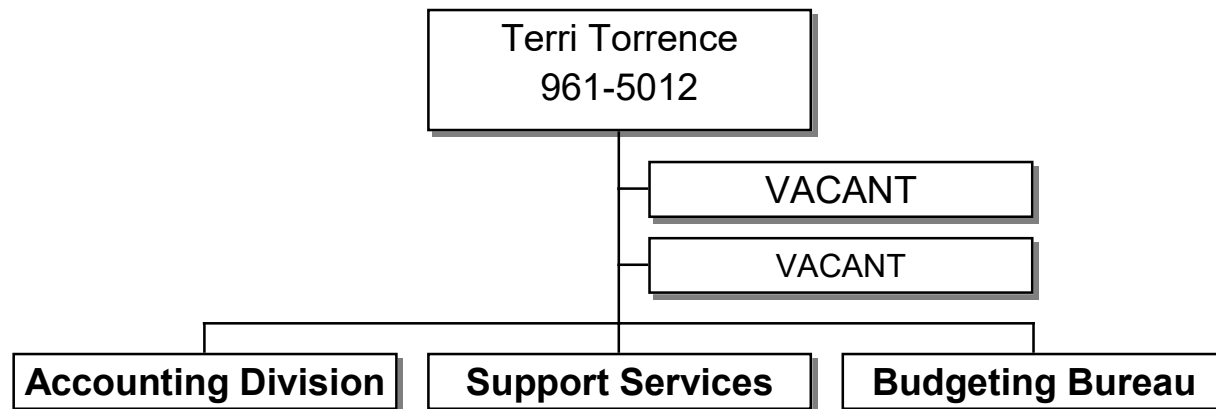 Terri Torrence
961-5012
VACANT
VACANT
Accounting Division
Support Services
Budgeting Bureau